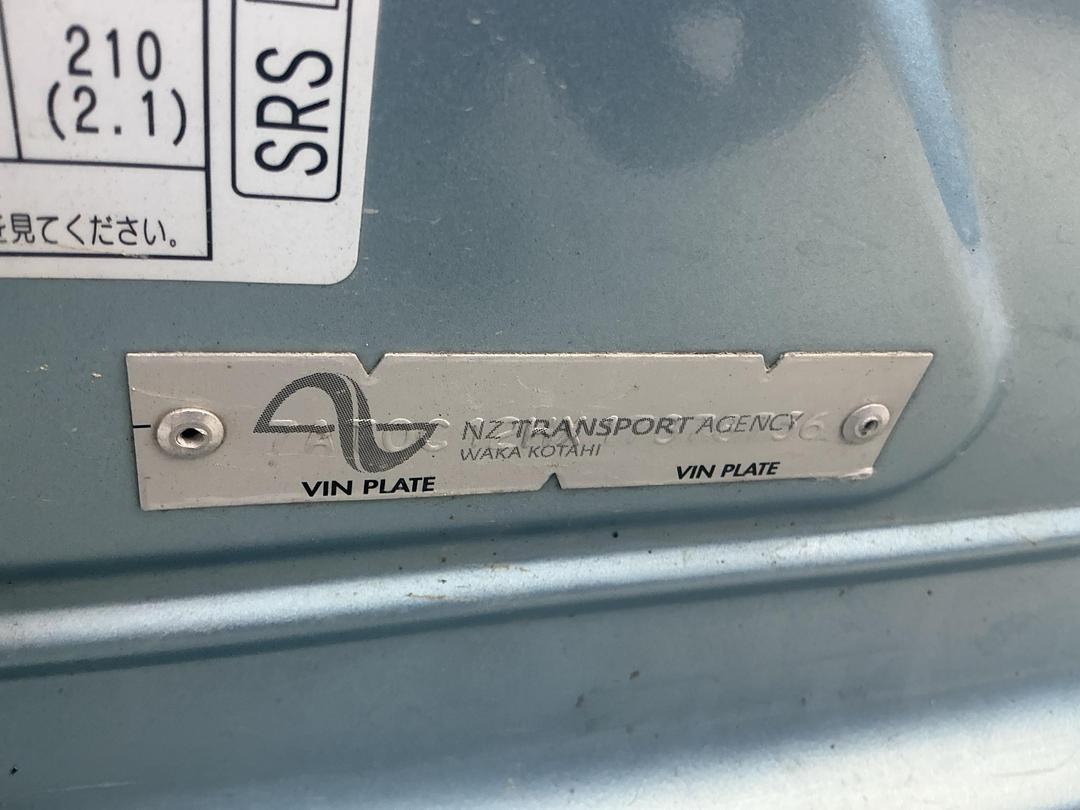 210
(2.1)
SRS
を見てください。
NZ TRANSPORT AGENCY
WAKA KOTAHI
VIN PLATE
VIN PLATE